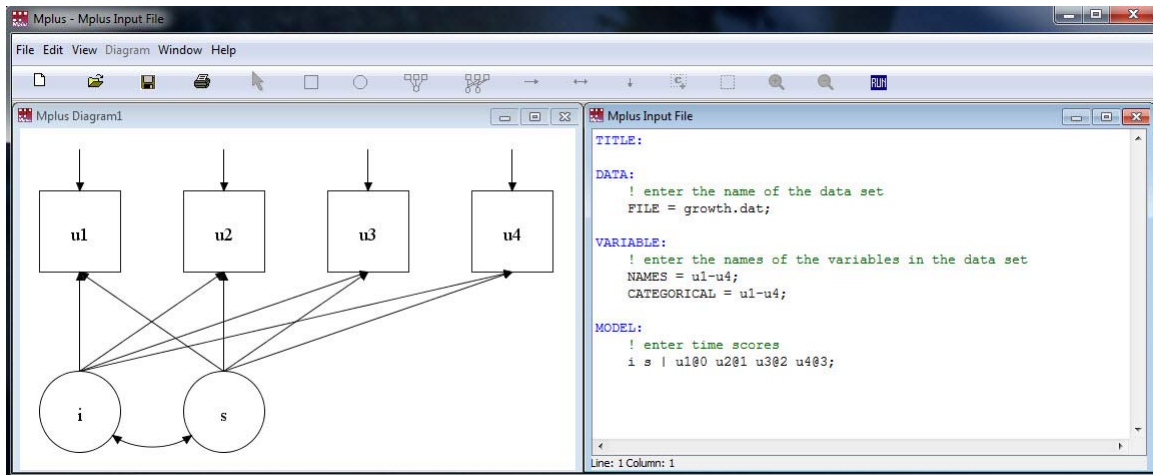 Mplus - Mplus Input File
File Edit View Diagram Window Help
RUN
Mplus Diagram1
u1 u2 u3 u4
i s
Mplus Input File
TITLE:
DATA:
! enter the name of the data set
FILE = growth.dat;
VARIABLE:
! enter the names of the variables in the data set
NAMES = u1-u4;
CATEGORICAL = u1-u4;
MODEL:
! enter time scores
i s | u1@0 u2@1 u3@2 u4@3;
Line: 1 Column: 1